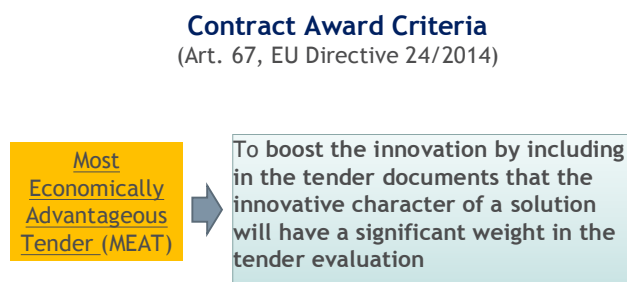 Contract Award Criteria
(Art. 67, EU Directive 24/2014)
Most
Economically
Advantageous
Tender (MEAT)
To boost the innovation by including
in the tender documents that the
innovative character of a solution
will have a significant weight in the
tender evaluation